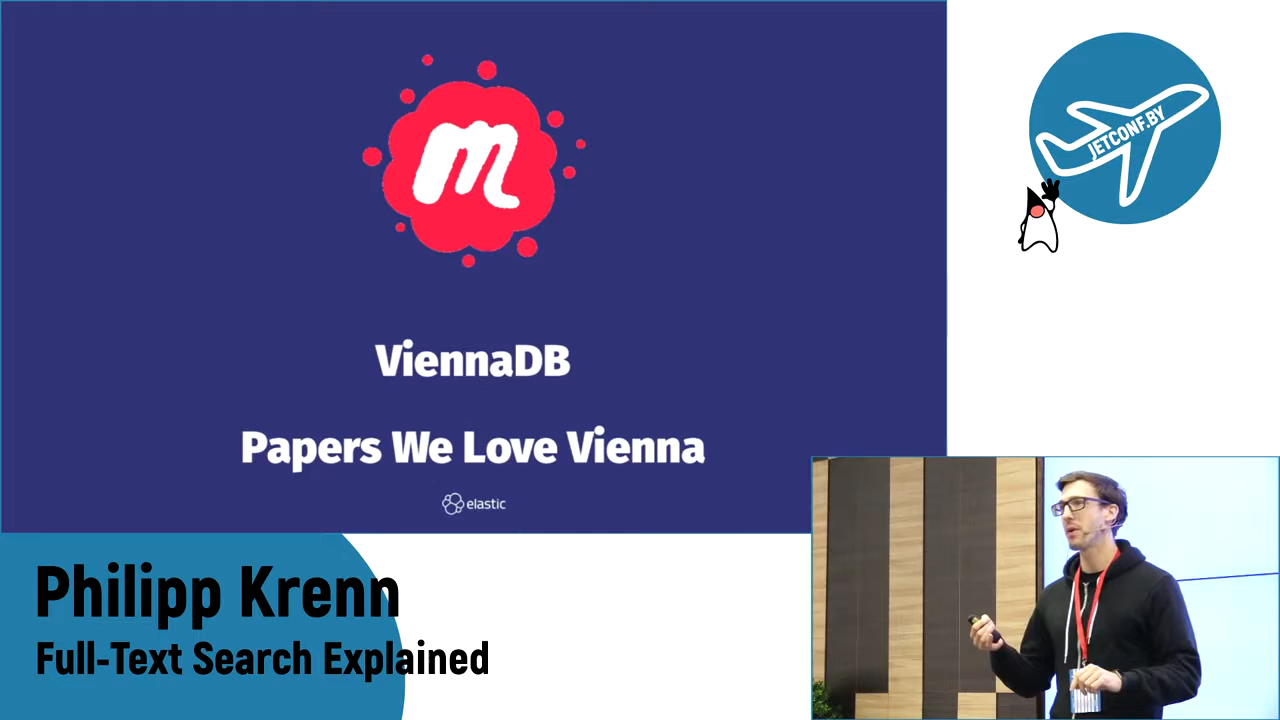 m
ViennaDB
Papers We Love Vienna
elastic
JETCONF.BY
Philipp Krenn
Full-Text Search Explained